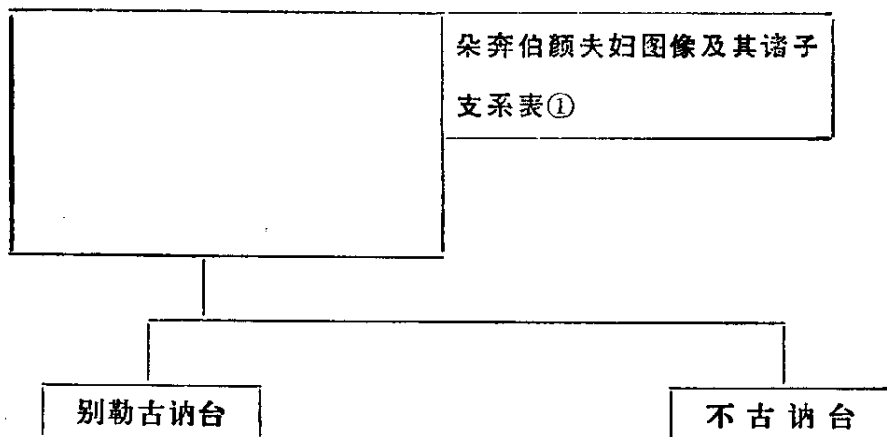 朵奔伯颜夫妇图像及其诸子
支系表①
别勒古讷台
不古讷台